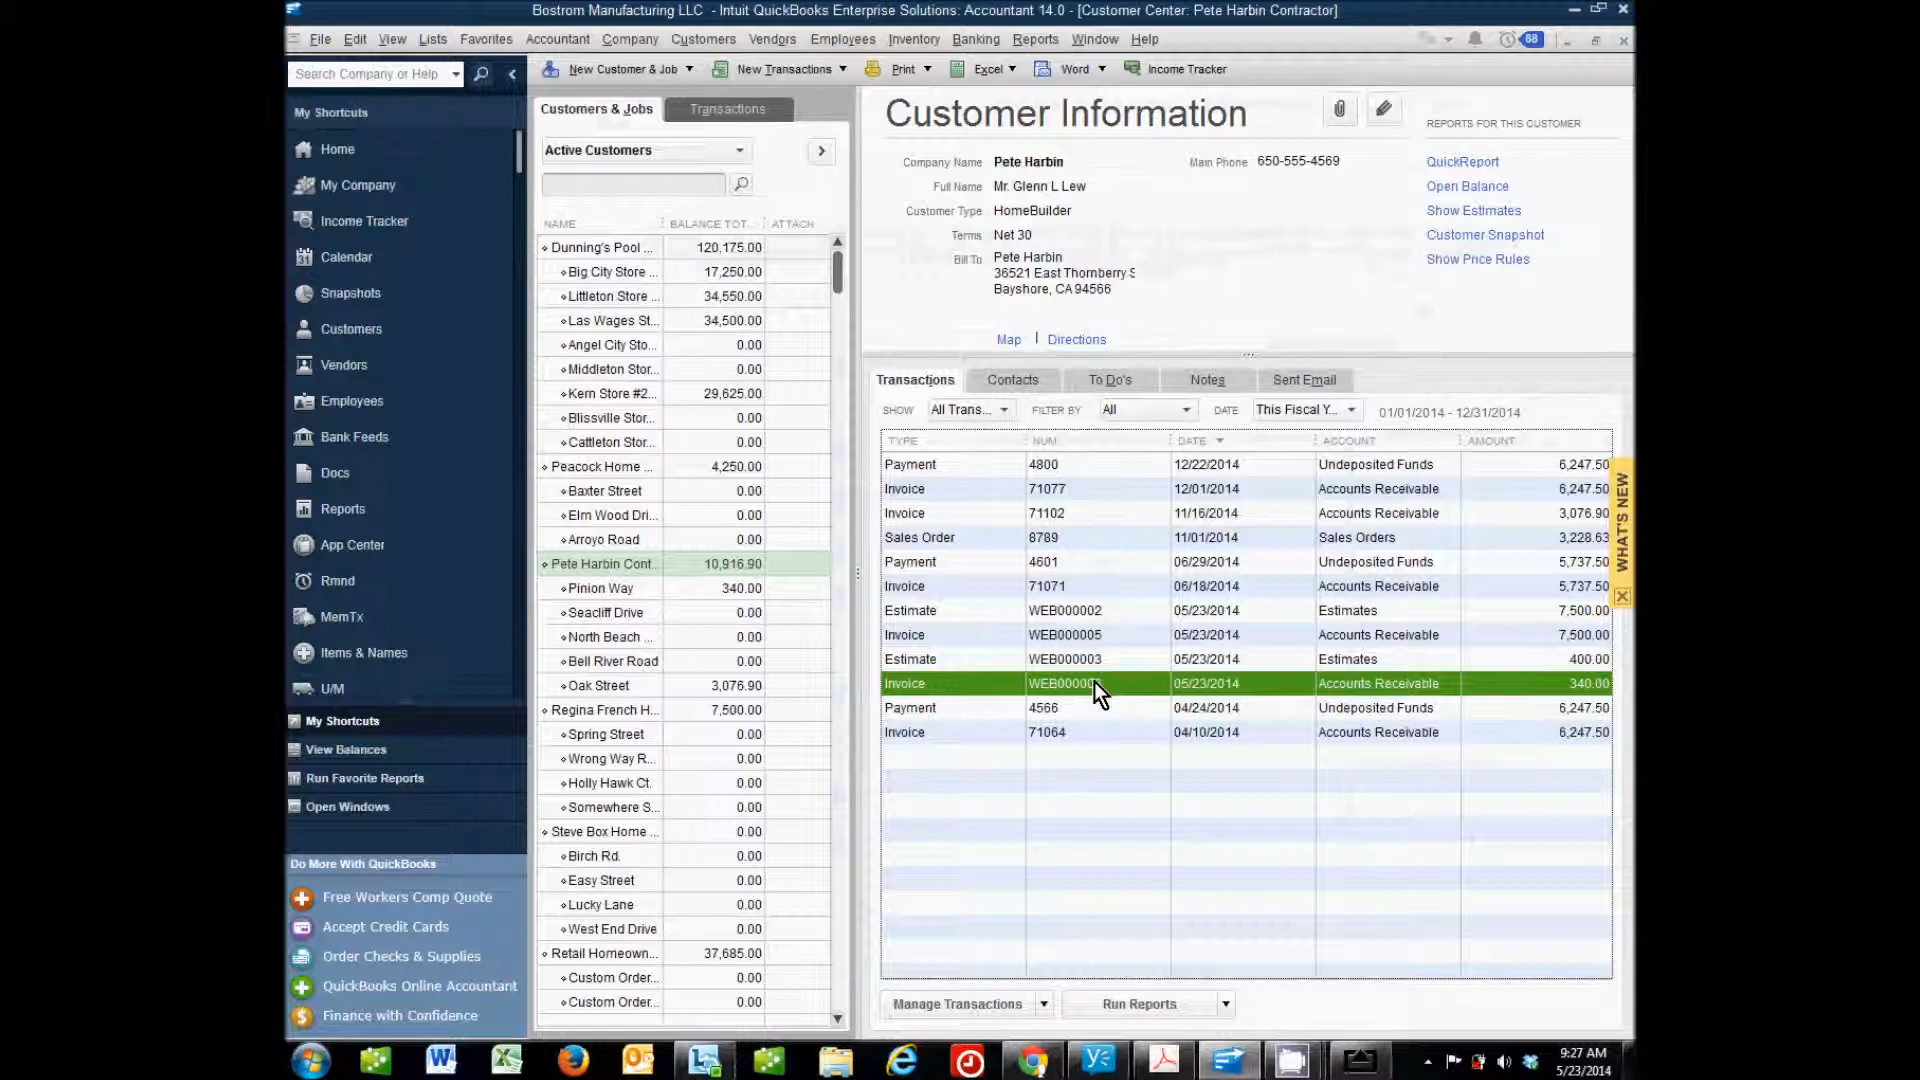 Bostrom Manufacturing LLC - Intuit QuickBooks Enterprise Solutions: Accountant 14.0 - [Customer Center: Pete Harbin Contractor]
File Edit View Lists Favorites Accountant Company Customers Vendors Employees Inventory Banking Reports Window Help
88
Search Company or Help
New Customer & Job New Transactions Print Excel Word Income Tracker
My Shortcuts
Home
My Company
Income Tracker
Calendar
Snapshots
Customers
Vendors
Employees
Bank Feeds
Docs
Reports
App Center
Rmnd
MemTx
Items & Names
U/M
My Shortcuts
View Balances
Run Favorite Reports
Open Windows
Do More With QuickBooks
Free Workers Comp Quote
Accept Credit Cards
Order Checks & Supplies
QuickBooks Online Accountant
Finance with Confidence
Customers & Jobs Transactions
Active Customers
NAME BALANCE TOT... ATTACH
Dunning's Pool ... 120,175.00
Big City Store ... 17,250.00
Littleton Store ... 34,550.00
Las Wages St... 34,500.00
Angel City Sto... 0.00
Middleton Stor... 0.00
Kern Store #2... 29,625.00
Blissville Stor... 0.00
Cattleton Stor... 0.00
Peacock Home ... 4,250.00
Baxter Street 0.00
Elm Wood Dri... 0.00
Arroyo Road 0.00
Pete Harbin Cont... 10,916.90
Pinion Way 340.00
Seacliff Drive 0.00
North Beach ... 0.00
Bell River Road 0.00
Oak Street 3,076.90
Regina French H... 7,500.00
Spring Street 0.00
Wrong Way R... 0.00
Holly Hawk Ct. 0.00
Somewhere S... 0.00
Steve Box Home ... 0.00
Birch Rd. 0.00
Easy Street 0.00
Lucky Lane 0.00
West End Drive 0.00
Retail Homeown... 37,685.00
Custom Order... 0.00
Custom Order... 0.00
Customer Information
Company Name Pete Harbin
Full Name Mr. Glenn L Lew
Customer Type HomeBuilder
Terms Net 30
Bill To Pete Harbin
36521 East Thornberry S
Bayshore, CA 94566
Main Phone 650-555-4569
Map | Directions
REPORTS FOR THIS CUSTOMER
QuickReport
Open Balance
Show Estimates
Customer Snapshot
Show Price Rules
Transactions Contacts To Do's Notes Sent Email
SHOW All Trans... FILTER BY All DATE This Fiscal Y... 01/01/2014 - 12/31/2014
TYPE NUM DATE ACCOUNT AMOUNT
Payment 4800 12/22/2014 Undeposited Funds 6,247.50
Invoice 71077 12/01/2014 Accounts Receivable 6,247.50
Invoice 71102 11/16/2014 Accounts Receivable 3,076.90
Sales Order 8789 11/01/2014 Sales Orders 3,228.63
Payment 4601 06/29/2014 Undeposited Funds 5,737.50
Invoice 71071 06/18/2014 Accounts Receivable 5,737.50
Estimate WEB000002 05/23/2014 Estimates 7,500.00
Invoice WEB000005 05/23/2014 Accounts Receivable 7,500.00
Estimate WEB000003 05/23/2014 Estimates 400.00
Invoice 05/23/2014 Accounts Receivable 340.00
Payment 4566 04/24/2014 Undeposited Funds 6,247.50
Invoice 71064 04/10/2014 Accounts Receivable 6,247.50
WHAT'S NEW
Manage Transactions Run Reports
9:27 AM
5/23/2014